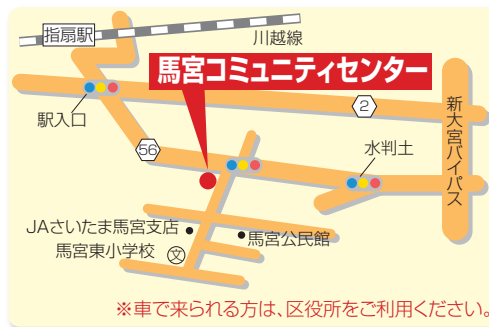 指扇駅
川越線
馬宮コミュニティセンター
2
駅入口
新大宮バイパス
56
水判土
JAさいたま馬宮支店
馬宮公民館
馬宮東小学校
文
※車で来られる方は、区役所をご利用ください。